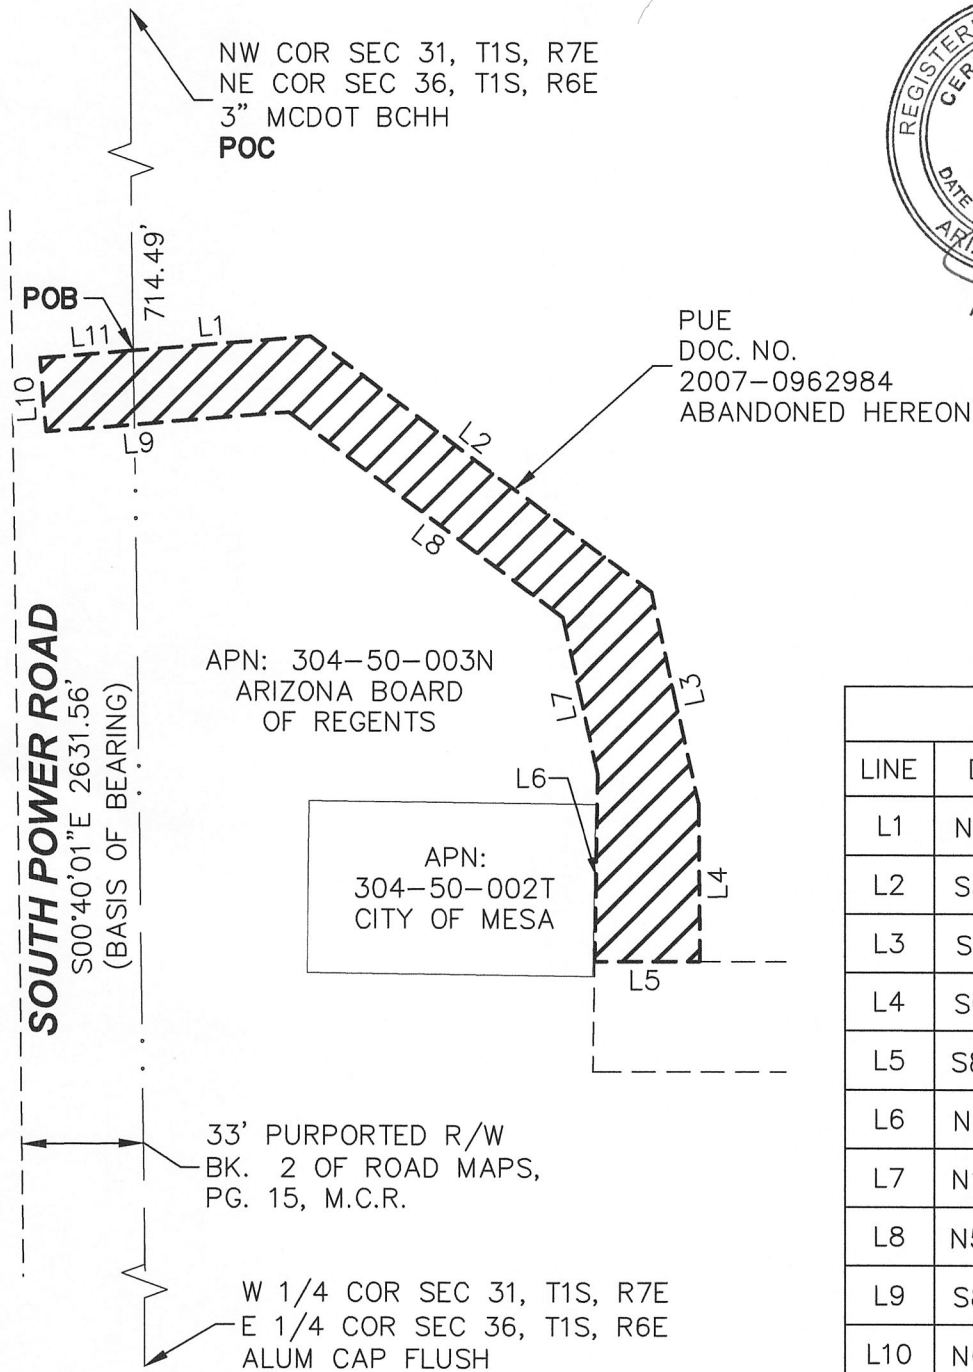 NW COR SEC 31, T1S, R7E
NE COR SEC 36, T1S, R6E
3" MCDOT BCHH
POC
714.49'
POB
L11
L1
L10
L9
L2
L8
PUE
DOC. NO.
2007-0962984
ABANDONED HEREON
SOUTH POWER ROAD
S00°40'01"E 2631.56'
(BASIS OF BEARING)
APN: 304-50-003N
ARIZONA BOARD
OF REGENTS
L7
L3
L6
APN:
304-50-002T
CITY OF MESA
L4
L5
33' PURPORTED R/W
BK. 2 OF ROAD MAPS,
PG. 15, M.C.R.
W 1/4 COR SEC 31, T1S, R7E
E 1/4 COR SEC 36, T1S, R6E
ALUM CAP FLUSH
LINE
L1 N
L2 S
L3 S
L4 S
L5
L6 N
L7
L8
L9
L10
DATE